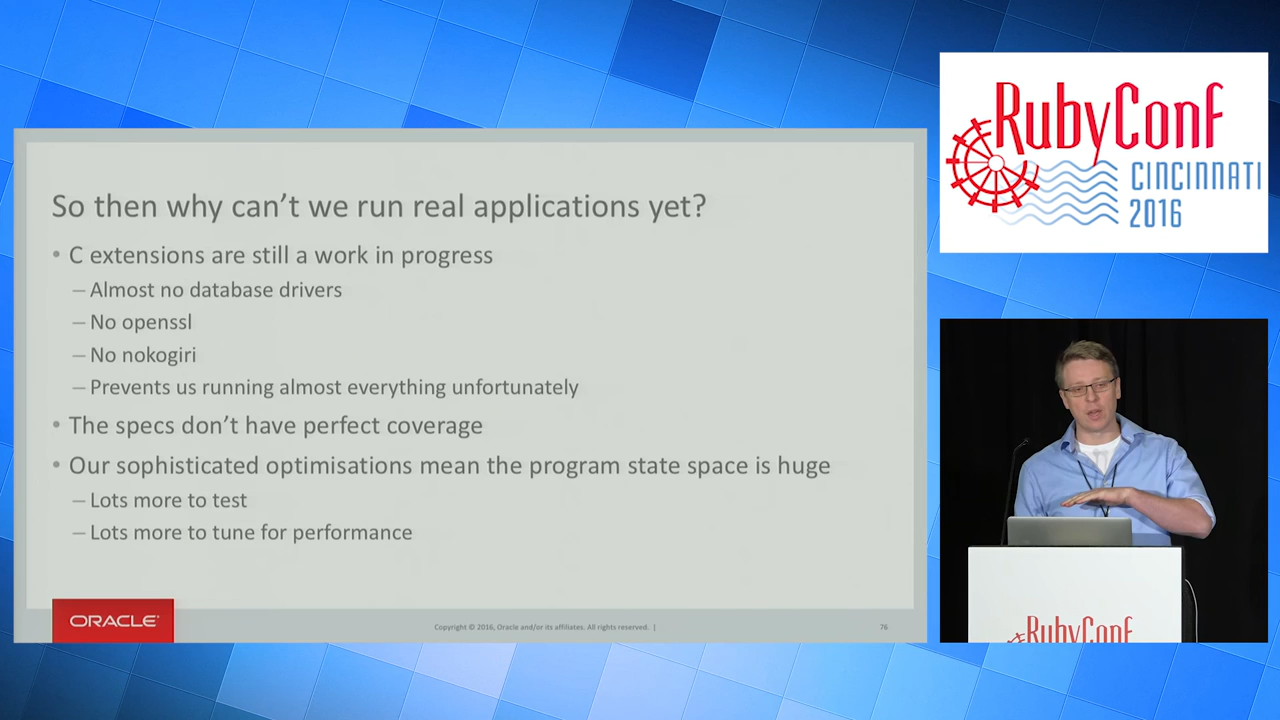 So then why can't we run real applications yet?
• C extensions are still a work in progress
– Almost no database drivers
– No openssl
– No nokogiri
– Prevents us running almost everything unfortunately
• The specs don't have perfect coverage
• Our sophisticated optimisations mean the program state space is huge
– Lots more to test
– Lots more to tune for performance
ORACLE®
Copyright © 2016, Oracle and/or its affiliates. All rights reserved. |
76
RubyConf
CINCINNATI
2016
RubyConf